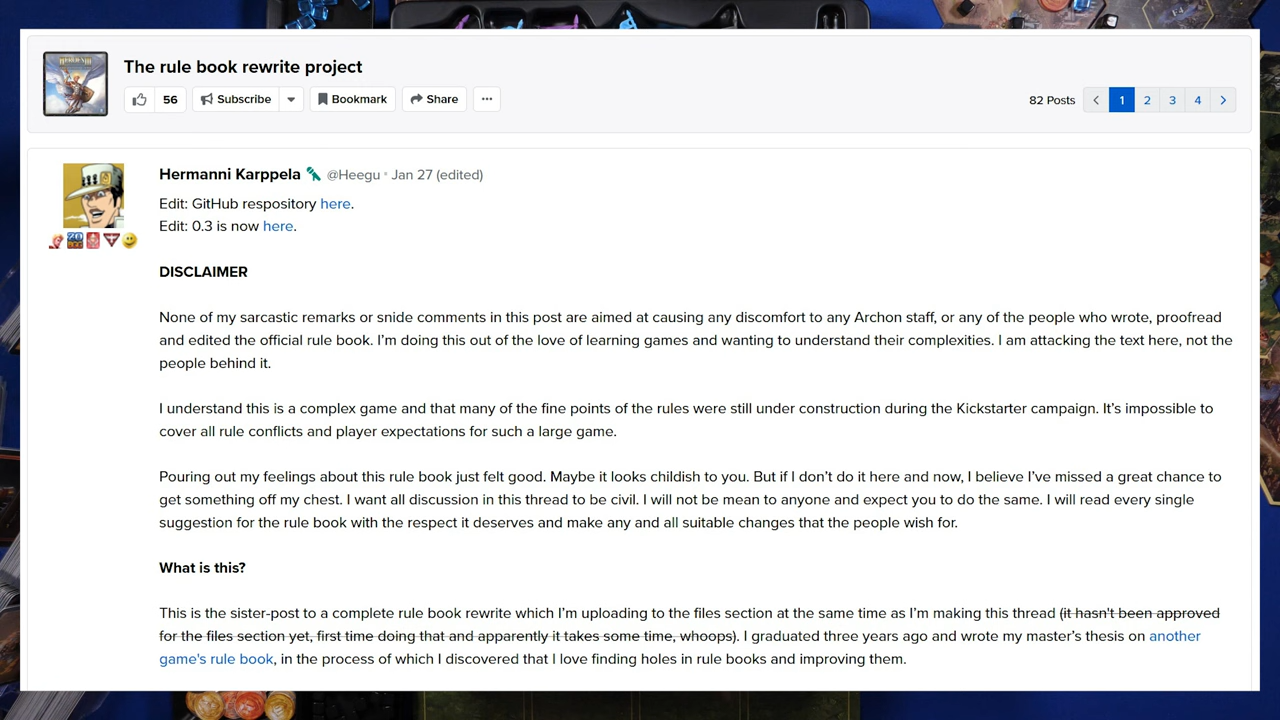 The rule book rewrite project
56 Subscribe Bookmark Share ...
82 Posts < 1 2 3 4 >
Hermanni Karppela @Heegu • Jan 27 (edited)
Edit: GitHub respository here.
Edit: 0.3 is now here.
DISCLAIMER
None of my sarcastic remarks or snide comments in this post are aimed at causing any discomfort to any Archon staff, or any of the people who wrote, proofread
and edited the official rule book. I'm doing this out of the love of learning games and wanting to understand their complexities. I am attacking the text here, not the
people behind it.
I understand this is a complex game and that many of the fine points of the rules were still under construction during the Kickstarter campaign. It's impossible to
cover all rule conflicts and player expectations for such a large game.
Pouring out my feelings about this rule book just felt good. Maybe it looks childish to you. But if I don't do it here and now, I believe I've missed a great chance to
get something off my chest. I want all discussion in this thread to be civil. I will not be mean to anyone and expect you to do the same. I will read every single
suggestion for the rule book with the respect it deserves and make any and all suitable changes that the people wish for.
What is this?
This is the sister-post to a complete rule book rewrite which I'm uploading to the files section at the same time as I'm making this thread (it hasn't been approved
for the files section yet, first time doing that and apparently it takes some time, whoops). I graduated three years ago and wrote my master's thesis on another
game's rule book, in the process of which I discovered that I love finding holes in rule books and improving them.